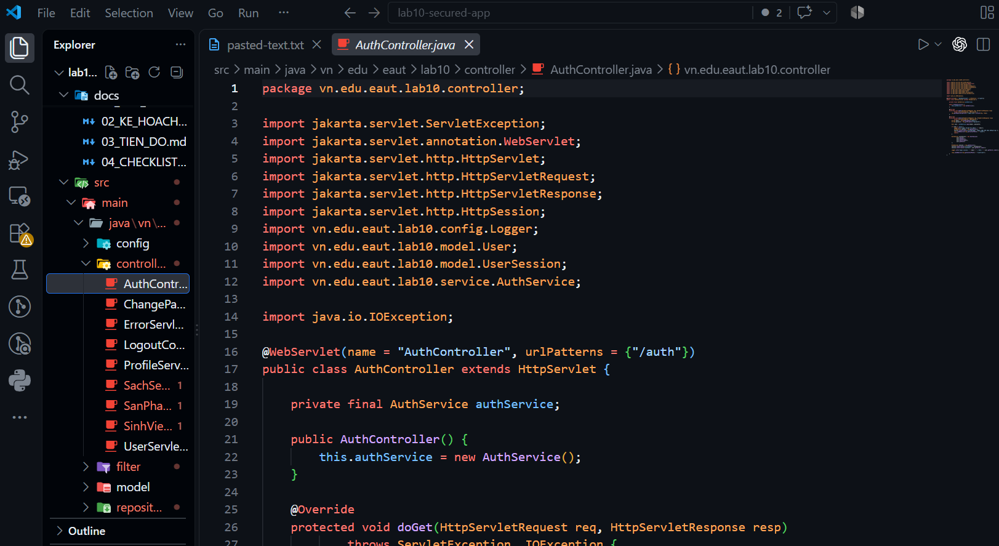 File Edit Selection View Go Run ···
lab10-secured-app
2
Explorer ···
lab1...
docs
02_KE_HOACH...
03_TIEN_DO.md
04_CHECKLIST...
src
main
java\vn\...
config
controll...
AuthContr...
ChangePa...
ErrorServl...
LogoutCo...
ProfileServ...
SachSe... 1
SanPha... 1
SinhVie... 1
UserServle...
filter
model
reposit...
Outline
pasted-text.txt
AuthController.java
src > main > java > vn > edu > eaut > lab10 > controller > AuthController.java > {} vn.edu.eaut.lab10.controller
1 package vn.edu.eaut.lab10.controller;
2
3 import jakarta.servlet.ServletException;
4 import jakarta.servlet.annotation.WebServlet;
5 import jakarta.servlet.http.HttpServlet;
6 import jakarta.servlet.http.HttpServletRequest;
7 import jakarta.servlet.http.HttpServletResponse;
8 import jakarta.servlet.http.HttpSession;
9 import vn.edu.eaut.lab10.config.Logger;
10 import vn.edu.eaut.lab10.model.User;
11 import vn.edu.eaut.lab10.model.UserSession;
12 import vn.edu.eaut.lab10.service.AuthService;
13
14 import java.io.IOException;
15
16 @WebServlet(name = "AuthController", urlPatterns = {"/auth"})
17 public class AuthController extends HttpServlet {
18
19 private final AuthService authService;
20
21 public AuthController() {
22 this.authService = new AuthService();
23 }
24
25 @Override
26 protected void doGet(HttpServletRequest req, HttpServletResponse resp)
27 throws ServletException, IOException {